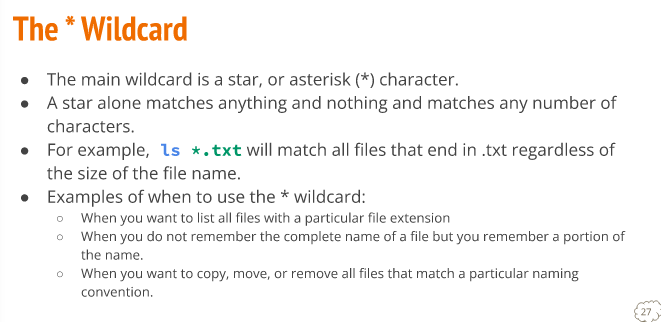 The * Wildcard
● The main wildcard is a star, or asterisk (*) character.
● A star alone matches anything and nothing and matches any number of
characters.
● For example, ls *.txt will match all files that end in .txt regardless of
the size of the file name.
● Examples of when to use the * wildcard:
○ When you want to list all files with a particular file extension
○ When you do not remember the complete name of a file but you remember a portion of
the name.
○ When you want to copy, move, or remove all files that match a particular naming
convention.
27